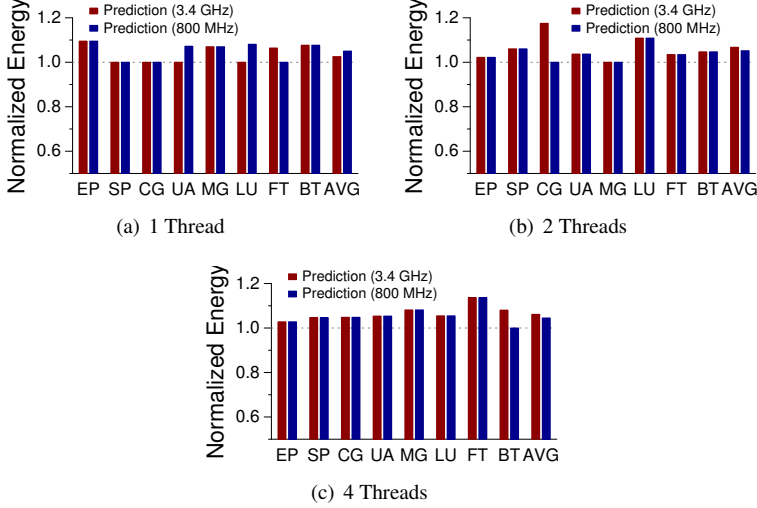 Prediction (3.4 GHz)
Prediction (800 MHz)
Normalized Energy
1.2
1.0
0.8
0.6
EP SP CG UA MG LU FT BT AVG
(a) 1 Thread
Prediction (3.4 GHz)
Prediction (800 MHz)
Normalized Energy
1.2
1.0
0.8
0.6
EP SP CG UA MG LU FT BT AVG
(b) 2 Threads
Prediction (3.4 GHz)
Prediction (800 MHz)
Normalized Energy
1.2
1.0
0.8
0.6
EP SP CG UA MG LU FT BT AVG
(c) 4 Threads